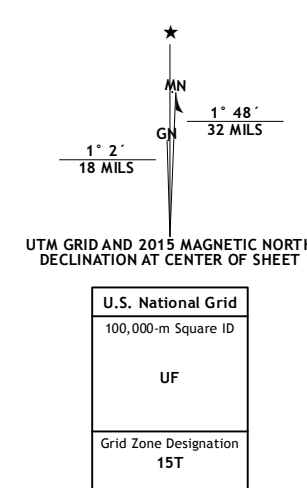 ★
MN
1° 48´
32 MILS
GN
1° 2´
18 MILS
UTM GRID AND 2015 MAGNETIC NORTH
DECLINATION AT CENTER OF SHEET
U.S. National Grid
100,000-m Square ID
UF
Grid Zone Designation
15T